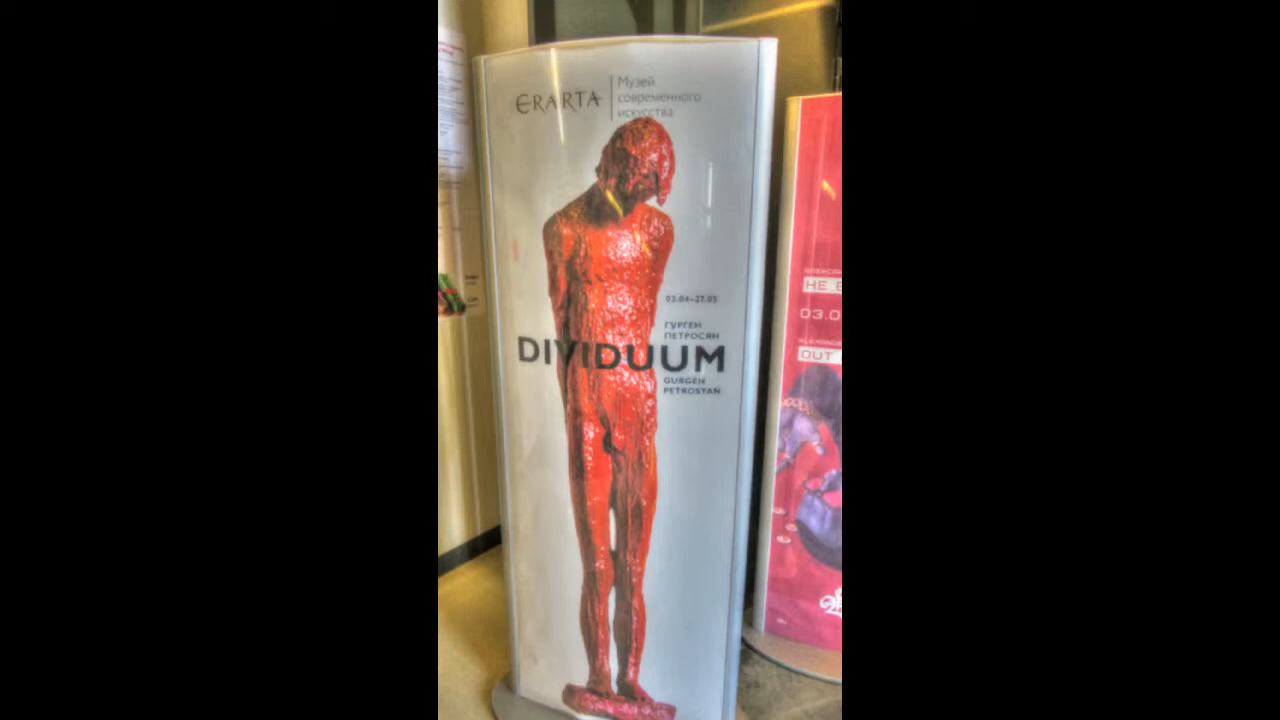 ERARTA
Музей
современного
искусства
03.04–27.05
ГУРГЕН
ПЕТРОСЯН
DIVIDUUM
GURGEN
PETROSYAN
НЕ
03.0
OUT